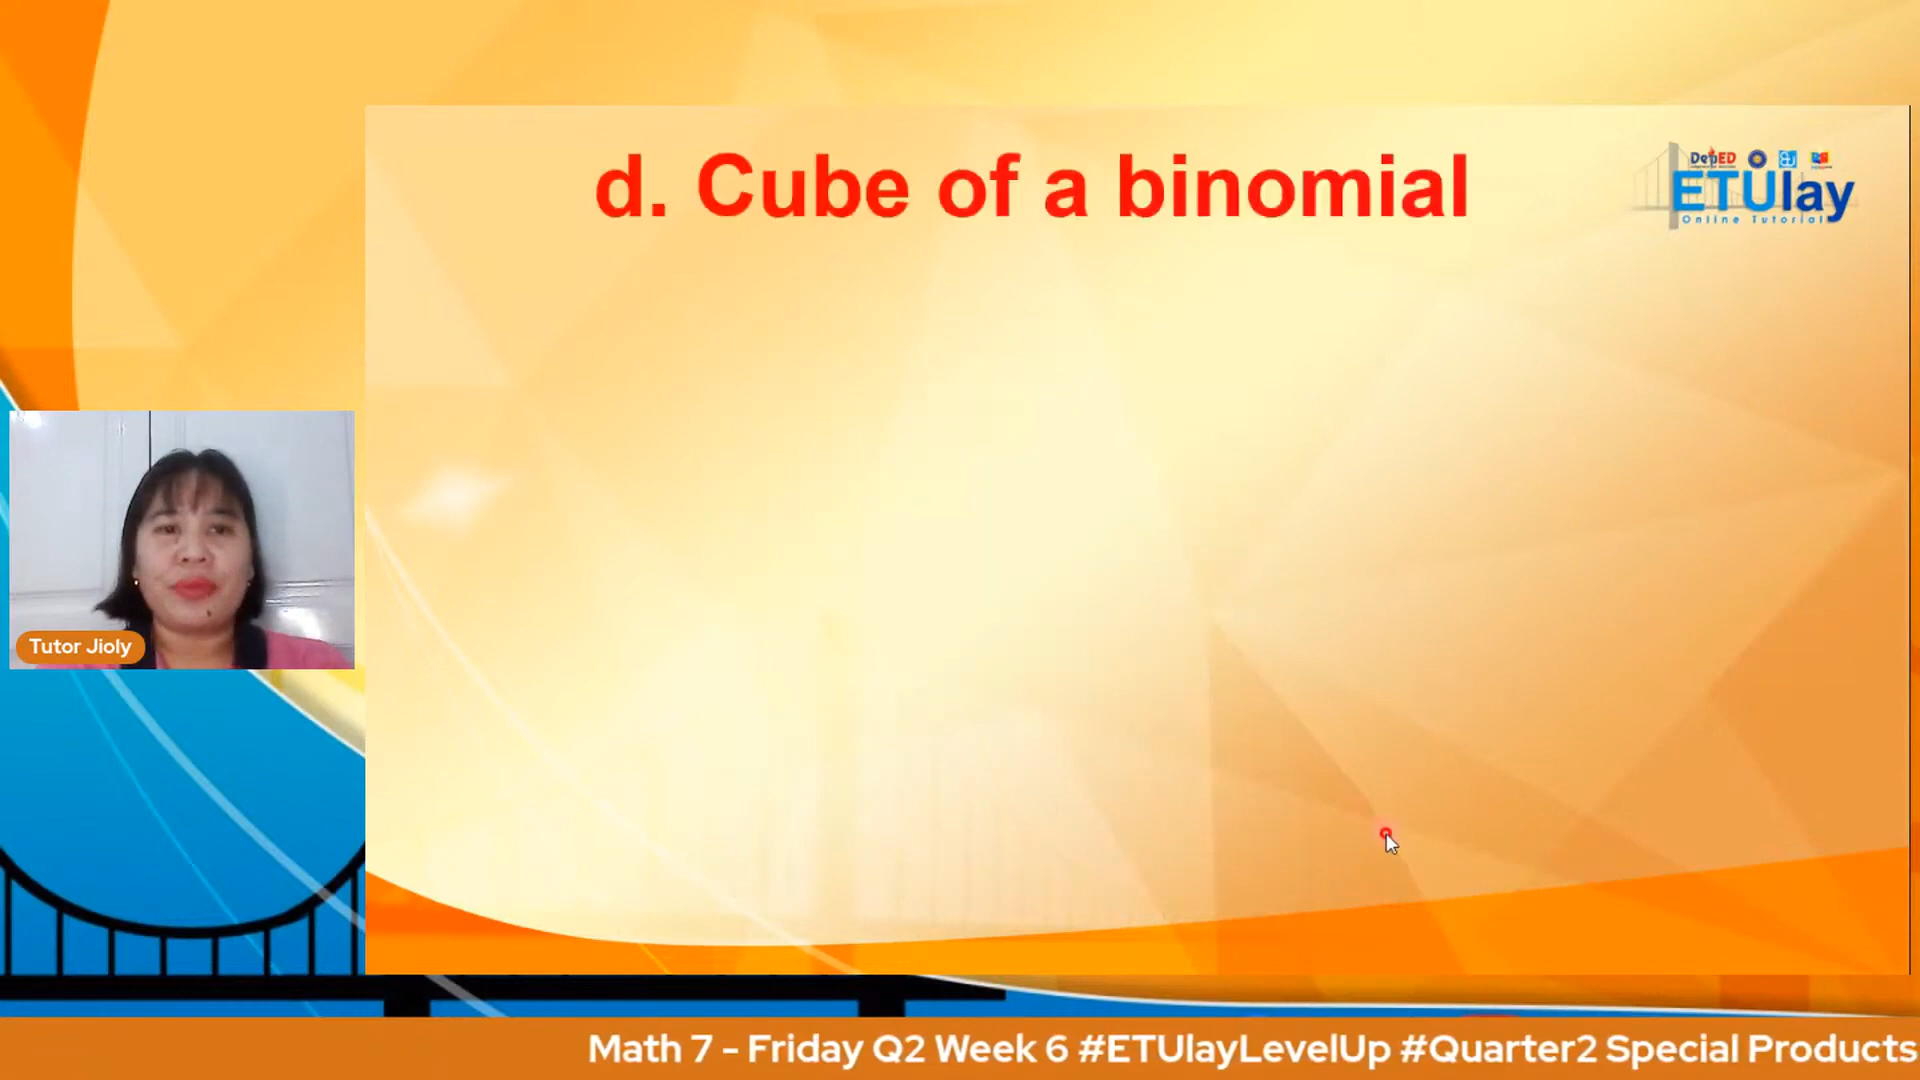 d. Cube of a binomial
DepED
ETUlay
Online Tutorial
Tutor Jioly
Math 7 - Friday Q2 Week 6 #ETUlayLevelUp #Quarter2 Special Products